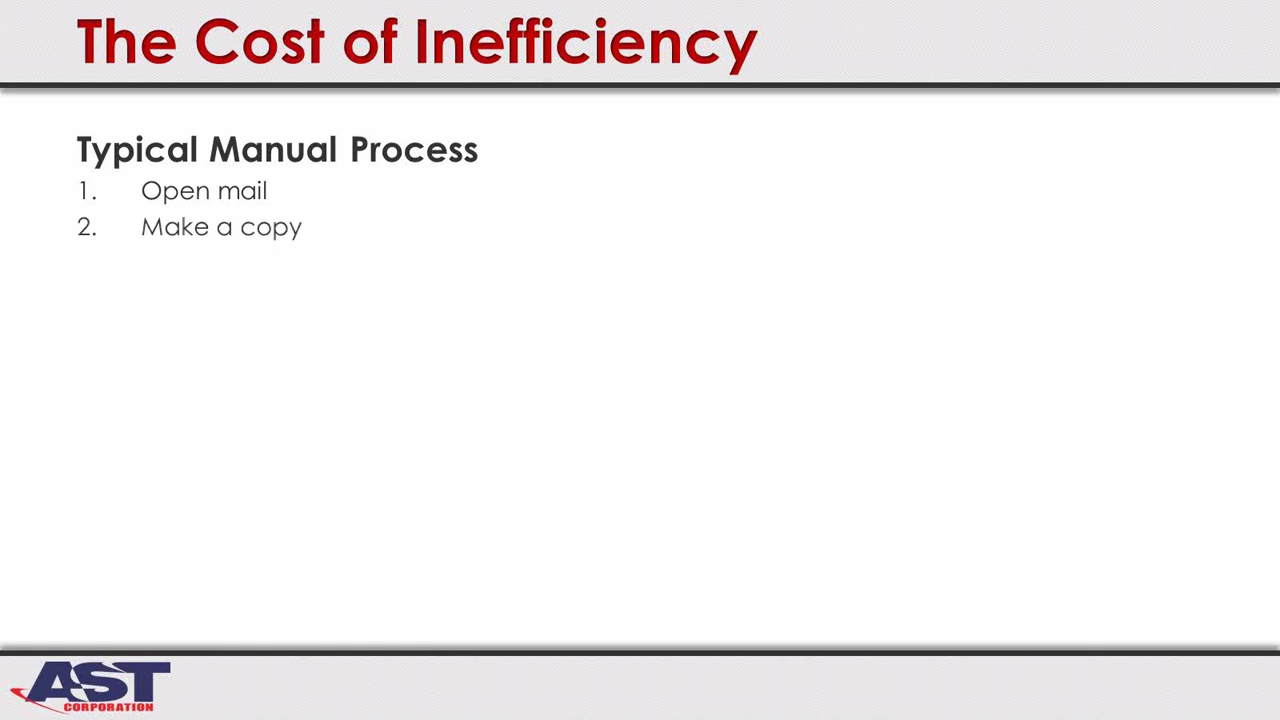 The Cost of Inefficiency
Typical Manual Process
1. Open mail
2. Make a copy
AST
CORPORATION